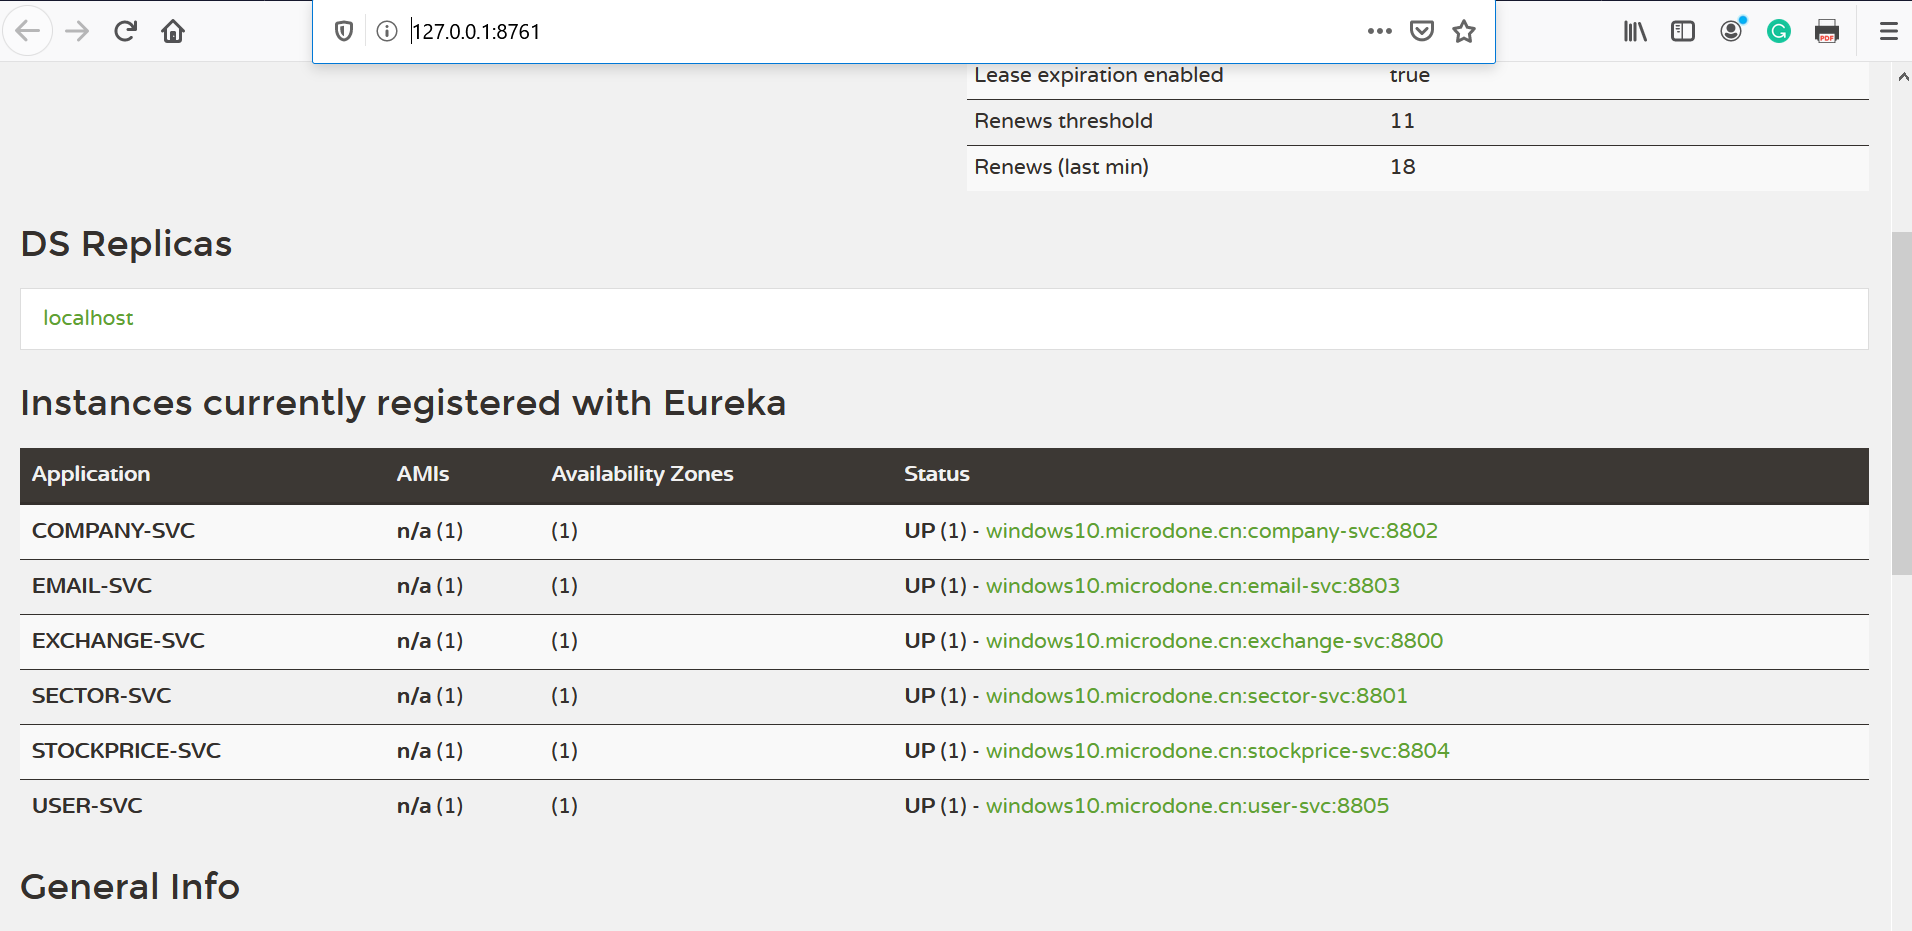 127.0.0.1:8761
Lease expiration enabled true
Renews threshold 11
Renews (last min) 18
DS Replicas
localhost
Instances currently registered with Eureka
Application AMIs Availability Zones Status
COMPANY-SVC n/a (1) (1) UP (1) - windows10.microdone.cn:company-svc:8802
EMAIL-SVC n/a (1) (1) UP (1) - windows10.microdone.cn:email-svc:8803
EXCHANGE-SVC n/a (1) (1) UP (1) - windows10.microdone.cn:exchange-svc:8800
SECTOR-SVC n/a (1) (1) UP (1) - windows10.microdone.cn:sector-svc:8801
STOCKPRICE-SVC n/a (1) (1) UP (1) - windows10.microdone.cn:stockprice-svc:8804
USER-SVC n/a (1) (1) UP (1) - windows10.microdone.cn:user-svc:8805
General Info
PDF